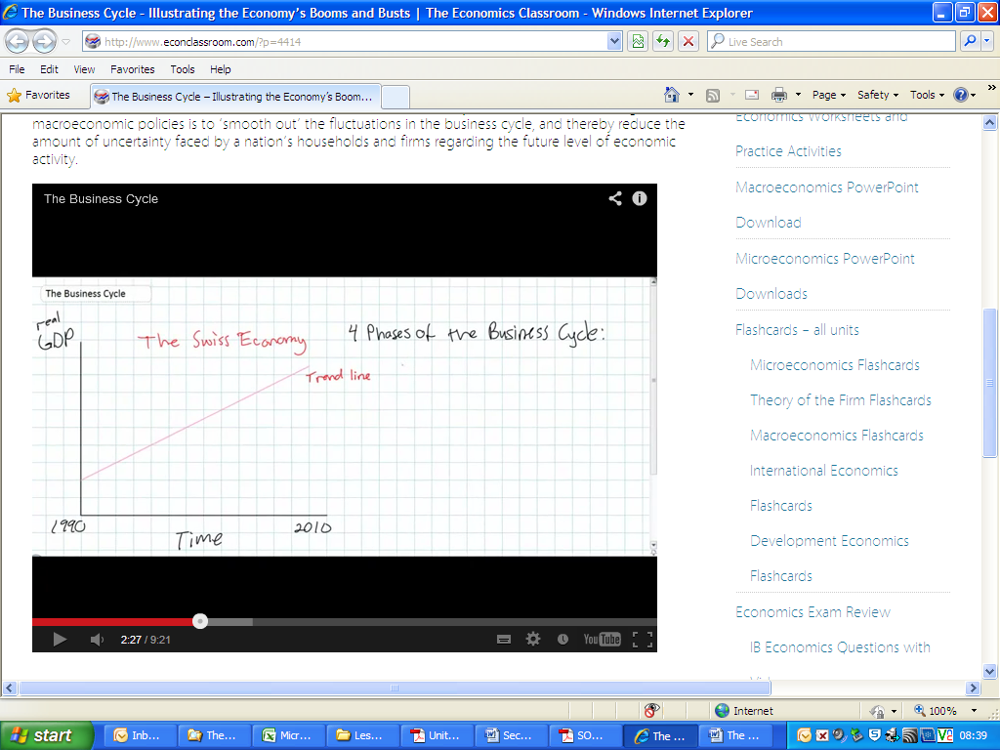 The Business Cycle – Illustrating the Economy's Booms and Busts | The Economics Classroom - Windows Internet Explorer
http://www.econclassroom.com/?p=4414
Live Search
File Edit View Favorites Tools Help
Favorites
The Business Cycle – Illustrating the Economy's Boom...
Page Safety Tools
macroeconomic policies is to 'smooth out' the fluctuations in the business cycle, and thereby reduce the
amount of uncertainty faced by a nation's households and firms regarding the future level of economic
activity.
The Business Cycle
The Business Cycle
real
GDP
The Swiss Economy
4 Phases of the Business Cycle:
Trend line
1990
Time
2010
2:27 / 9:21
YouTube
Economics Worksheets and
Practice Activities
Macroeconomics PowerPoint
Download
Microeconomics PowerPoint
Downloads
Flashcards – all units
Microeconomics Flashcards
Theory of the Firm Flashcards
Macroeconomics Flashcards
International Economics
Flashcards
Development Economics
Flashcards
Economics Exam Review
IB Economics Questions with
Internet
100%
start
Inb...
The...
Micr...
Les...
Unit...
Sec...
SO...
The ...
The ...
08:39